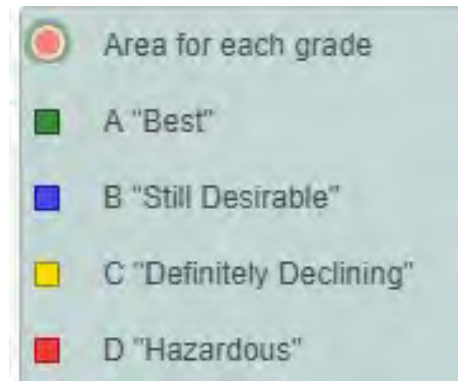 Area for each grade
A "Best"
B "Still Desirable"
C "Definitely Declining"
D "Hazardous"